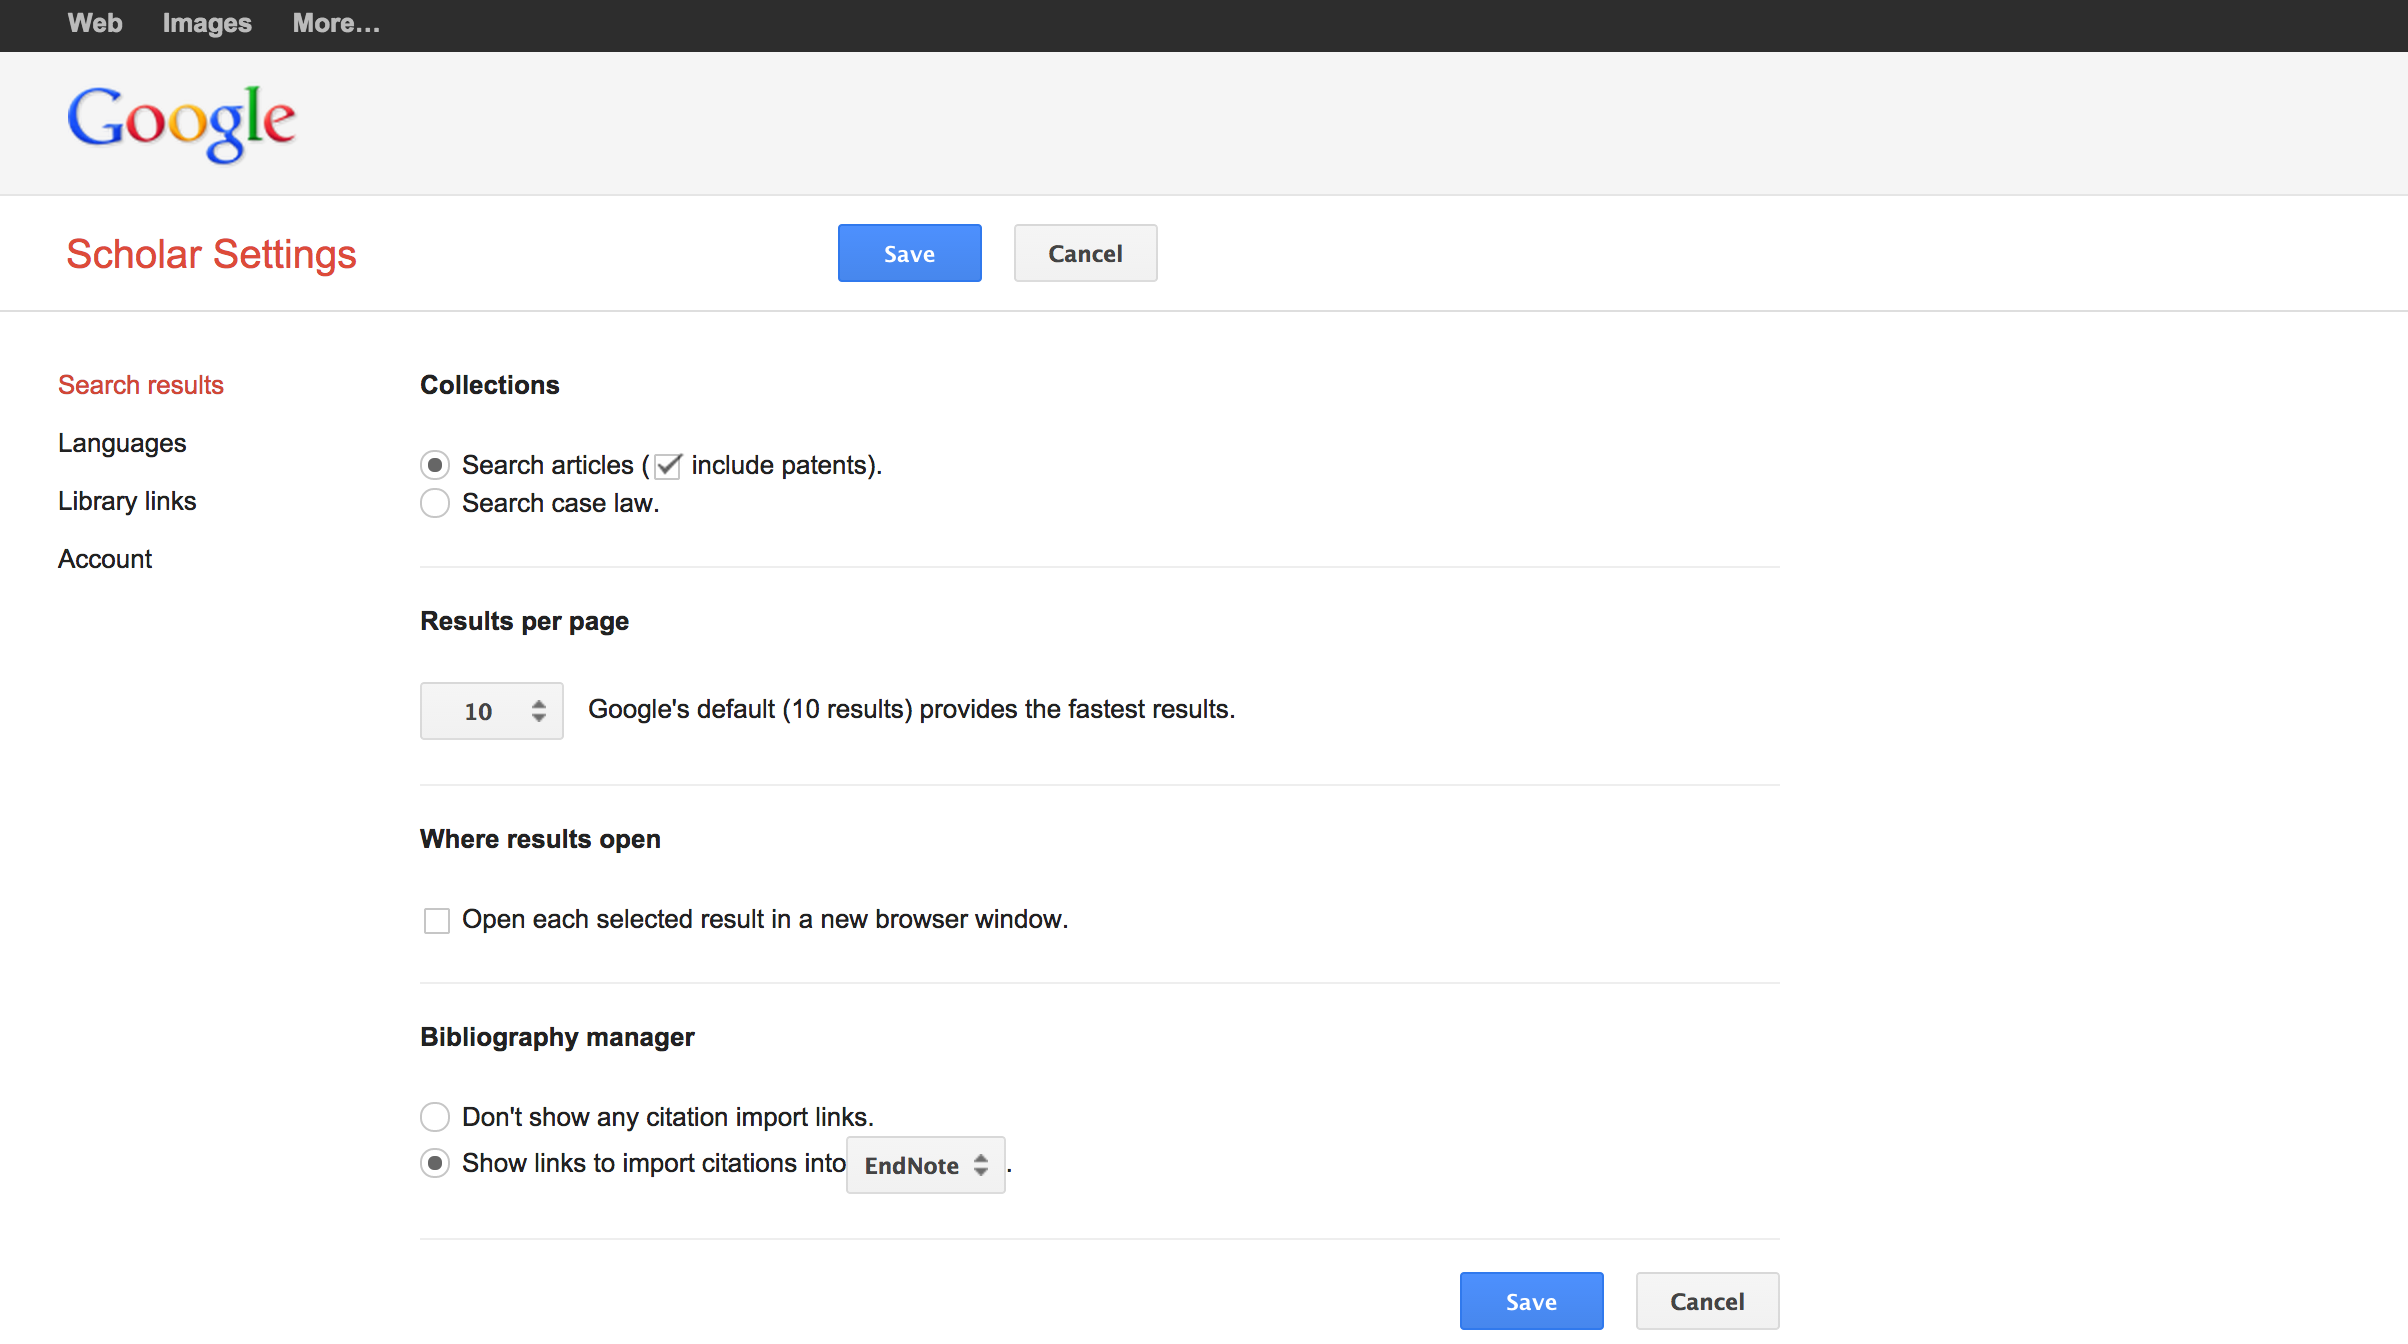 Web Images More…
Google
Scholar Settings Save Cancel
Search results
Languages
Library links
Account
Collections
Search articles ( include patents).
Search case law.
Results per page
10 Google's default (10 results) provides the fastest results.
Where results open
Open each selected result in a new browser window.
Bibliography manager
Don't show any citation import links.
Show links to import citations into EndNote .
Save Cancel